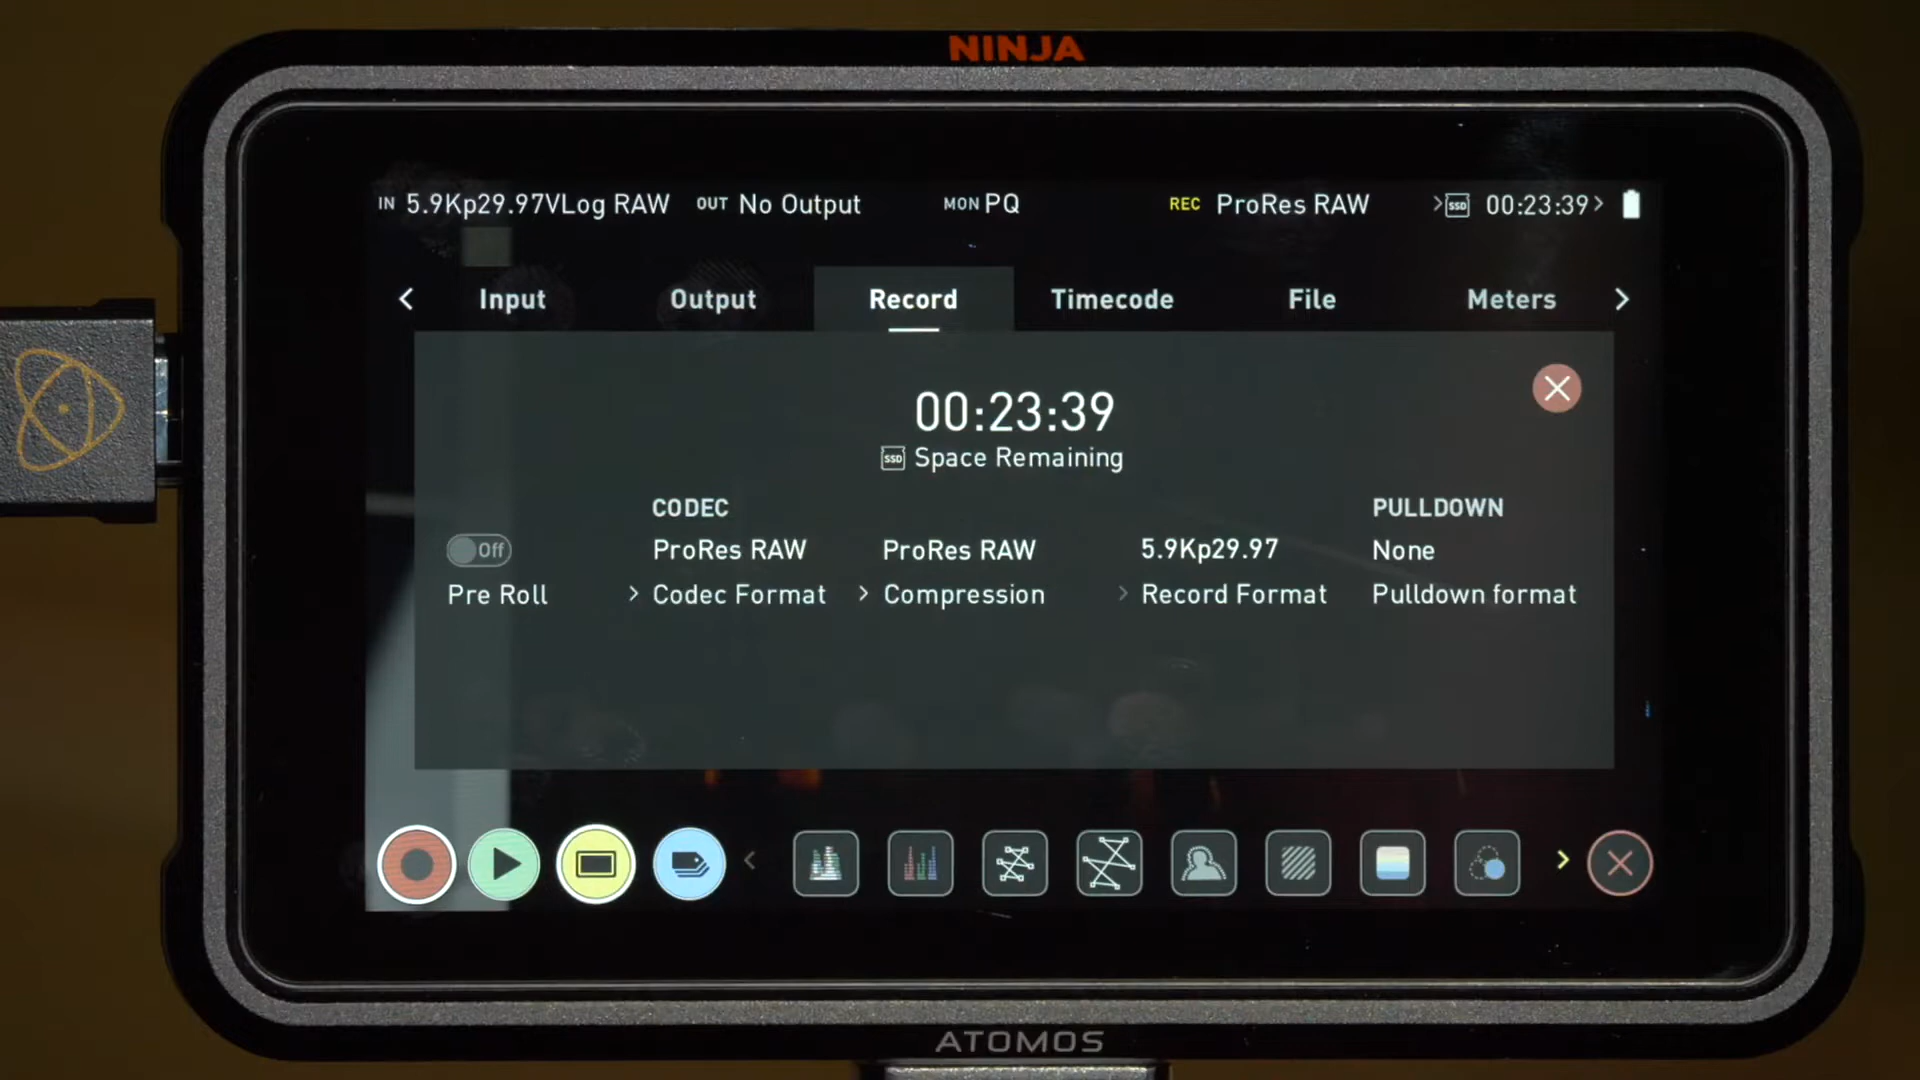 NINJA
IN 5.9Kp29.97VLog RAW OUT No Output MON PQ REC ProRes RAW SSD 00:23:39
Input Output Record Timecode File Meters
00:23:39
SSD Space Remaining
CODEC PULLDOWN
Off ProRes RAW ProRes RAW 5.9Kp29.97 None
Pre Roll > Codec Format > Compression > Record Format Pulldown format
ATOMOS